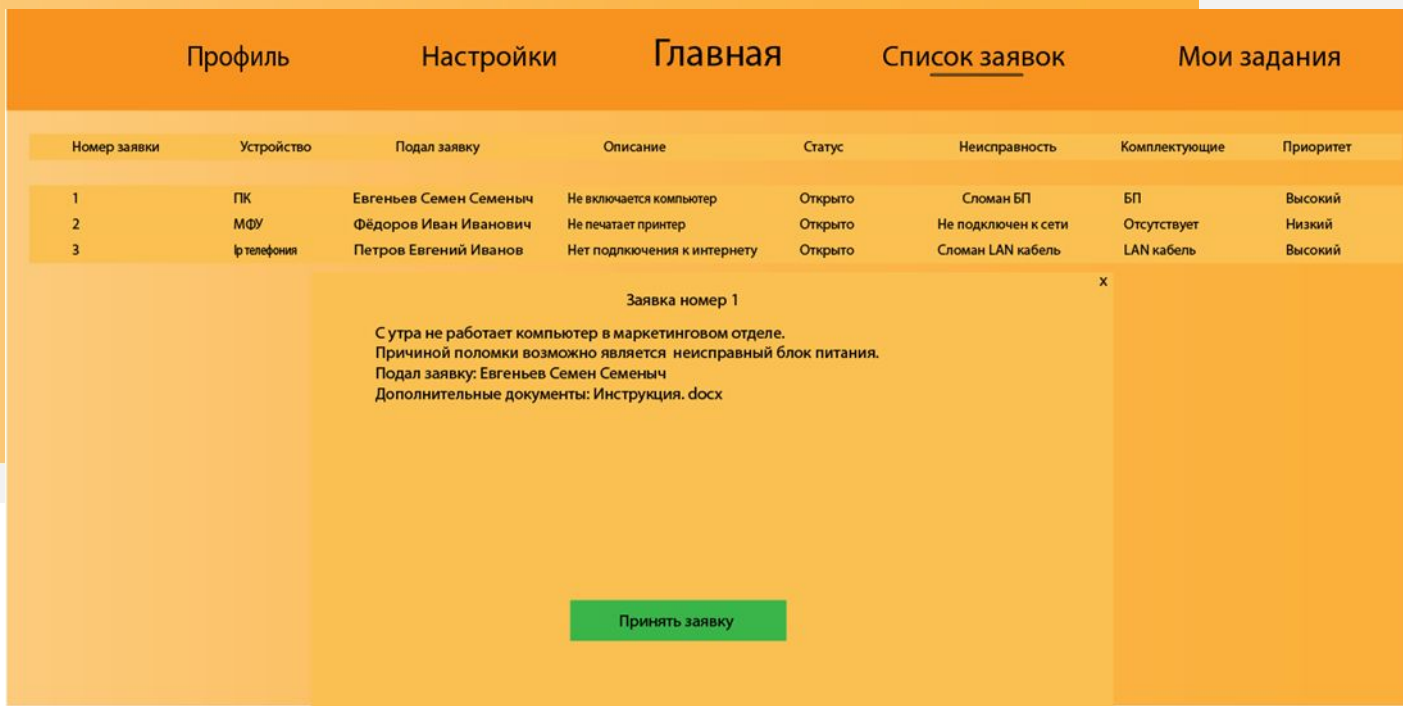 Профиль Настройки Главная Список заявок Мои задания
Номер заявки Устройство Подал заявку Описание Статус Неисправность Комплектующие Приоритет
1 ПК Евгеньев Семен Семеныч Не включается компьютер Открыто Сломан БП БП Высокий
2 МФУ Фёдоров Иван Иванович Не печатает принтер Открыто Не подключен к сети Отсутствует Низкий
3 Ip телефония Петров Евгений Иванов Нет подлкючения к интернету Открыто Сломан LAN кабель LAN кабель Высокий
x
Заявка номер 1
С утра не работает компьютер в маркетинговом отделе.
Причиной поломки возможно является неисправный блок питания.
Подал заявку: Евгеньев Семен Семеныч
Дополнительные документы: Инструкция. docx
Принять заявку